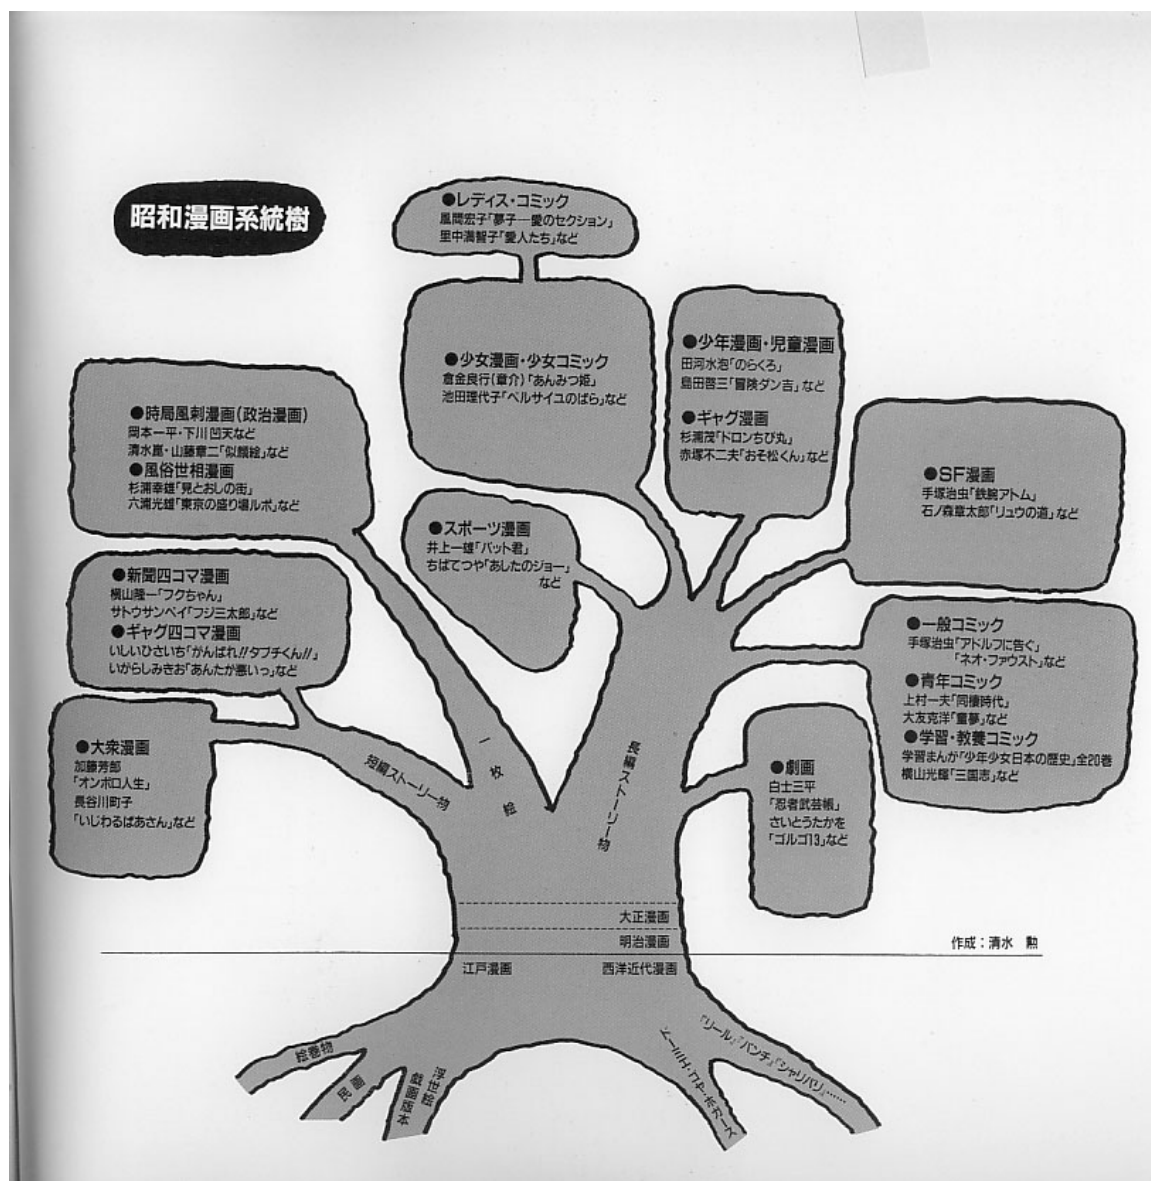 昭和漫画系統樹
●レディス・コミック
風間宏子「夢子―愛のセクション」
里中満智子「愛人たち」など
●少女漫画・少女コミック
倉金良行(章介)「あんみつ姫」
池田理代子「ベルサイユのばら」など
●少年漫画・児童漫画
田河水泡「のらくろ」
島田啓三「冒険ダン吉」など
●ギャグ漫画
杉浦茂「ドロンちび丸」
赤塚不二夫「おそ松くん」など
●時局風刺漫画(政治漫画)
岡本一平・下川凹天など
清水崑・山藤章二「似顔絵」など
●風俗世相漫画
杉浦幸雄「見とおしの街」
六浦光雄「東京の盛り場ルポ」など
●SF漫画
手塚治虫「鉄腕アトム」
石ノ森章太郎「リュウの道」など
●スポーツ漫画
井上一雄「バット君」
ちばてつや「あしたのジョー」
など
●新聞四コマ漫画
横山隆一「フクちゃん」
サトウサンペイ「フジ三太郎」など
●ギャグ四コマ漫画
いしいひさいち「がんばれ!!タブチくん!!」
いがらしみきお「あんたが悪いっ」など
●一般コミック
手塚治虫「アドルフに告ぐ」
「ネオ・ファウスト」など
●青年コミック
上村一夫「同棲時代」
大友克洋「童夢」など
●学習・教養コミック
学習まんが「少年少女日本の歴史」全20巻
横山光輝「三国志」など
●大衆漫画
加藤芳郎
「オンボロ人生」
長谷川町子
「いじわるばあさん」など
●劇画
白土三平
「忍者武芸帳」
さいとうたかを
「ゴルゴ13」など
短編ストーリー物
一枚絵
長編ストーリー物
大正漫画
明治漫画
作成:清水 勲
江戸漫画
西洋近代漫画
絵巻物
民画
浮世絵
戯画版本
ドーミエ・ゴヤ・ホガース
『リール』『パンチ』『シャリバリ』……